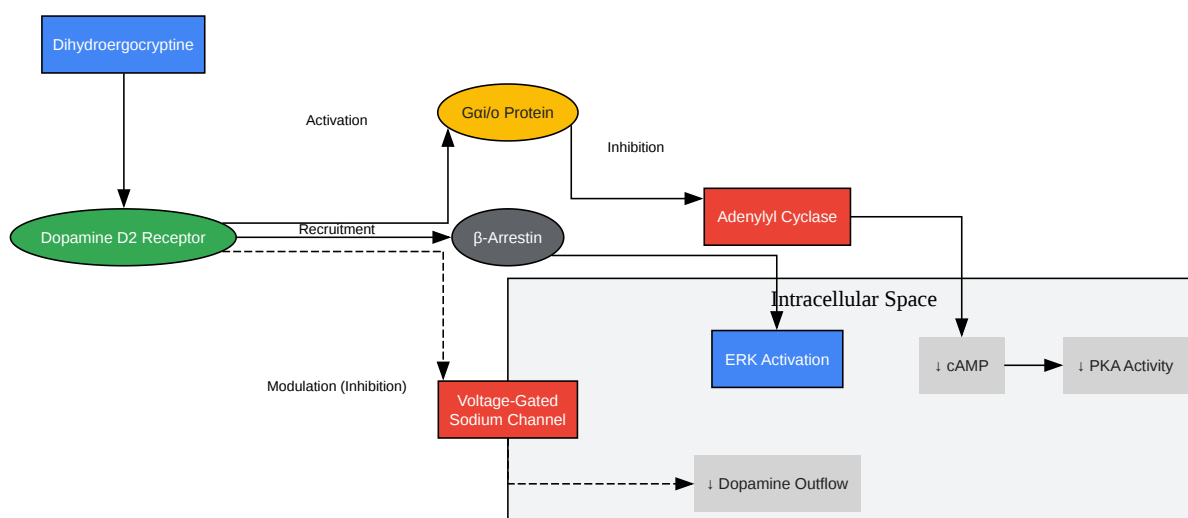 Dihydroergocryptine
Gαi/o Protein
Activation
Inhibition
Adenylyl Cyclase
Recruitment
Dopamine D2 Receptor
β-Arrestin
Intracellular Space
ERK Activation
↓ cAMP
↓ PKA Activity
Modulation (Inhibition)
Voltage-Gated
Sodium Channel
↓ Dopamine Outflow